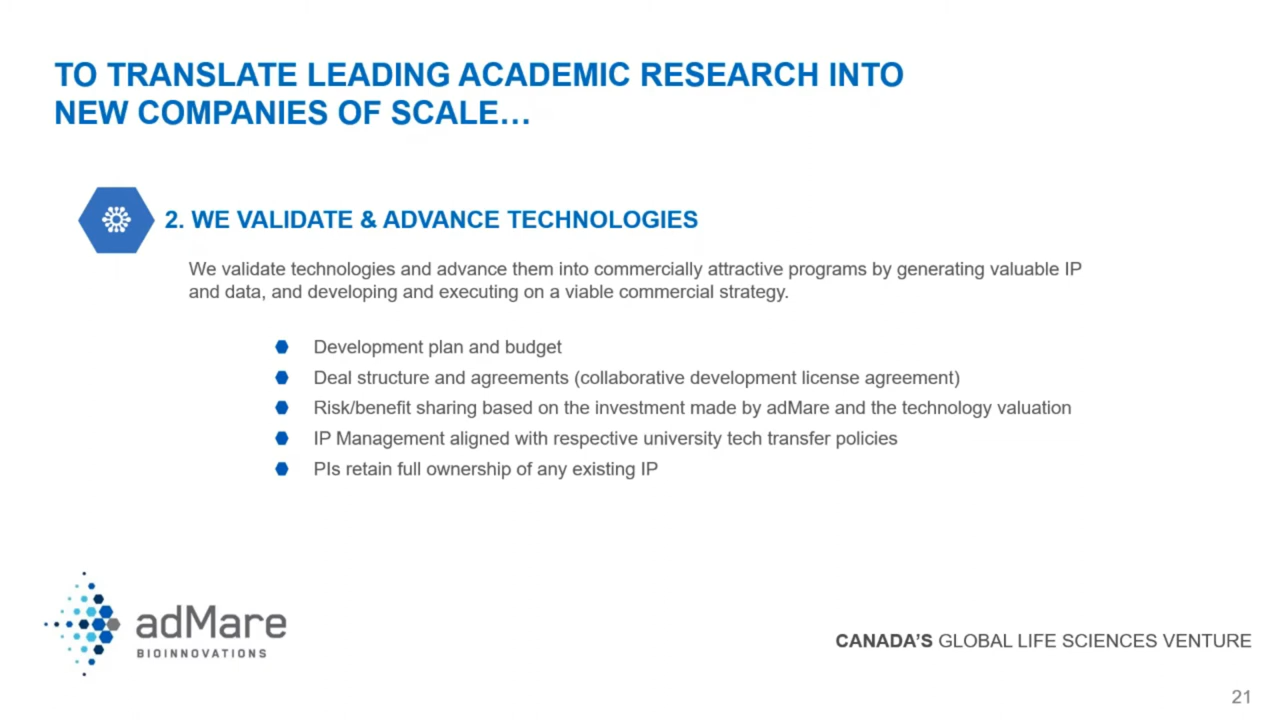 TO TRANSLATE LEADING ACADEMIC RESEARCH INTO
NEW COMPANIES OF SCALE…
2. WE VALIDATE & ADVANCE TECHNOLOGIES
We validate technologies and advance them into commercially attractive programs by generating valuable IP
and data, and developing and executing on a viable commercial strategy.
Development plan and budget
Deal structure and agreements (collaborative development license agreement)
Risk/benefit sharing based on the investment made by adMare and the technology valuation
IP Management aligned with respective university tech transfer policies
PIs retain full ownership of any existing IP
adMare
BIOINNOVATIONS
CANADA’S GLOBAL LIFE SCIENCES VENTURE
21